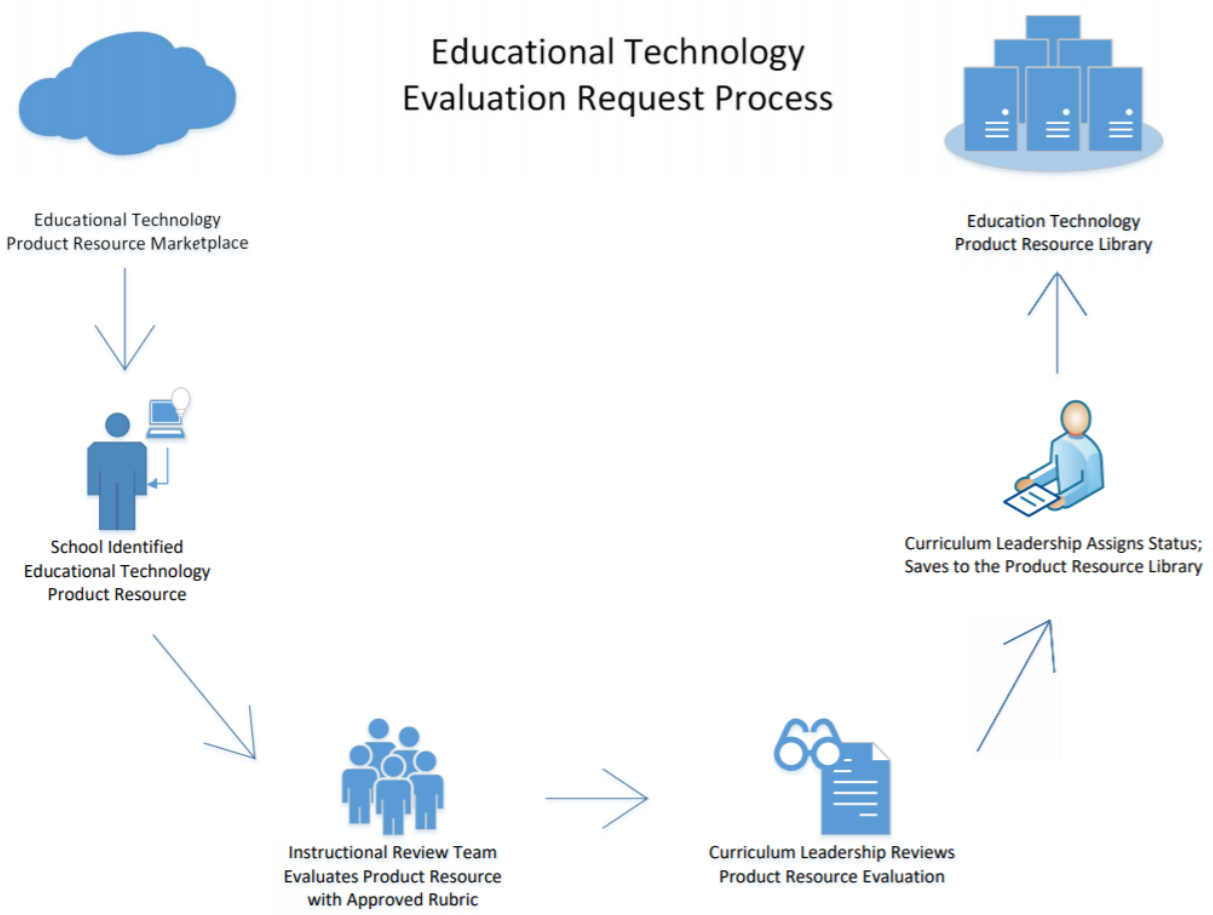 Educational Technology
Evaluation Request Process
Educational Technology
Product Resource Marketplace
School Identified
Educational Technology
Product Resource
Instructional Review Team
Evaluates Product Resource
with Approved Rubric
Curriculum Leadership Reviews
Product Resource Evaluation
Curriculum Leadership Assigns Status;
Saves to the Product Resource Library
Education Technology
Product Resource Library